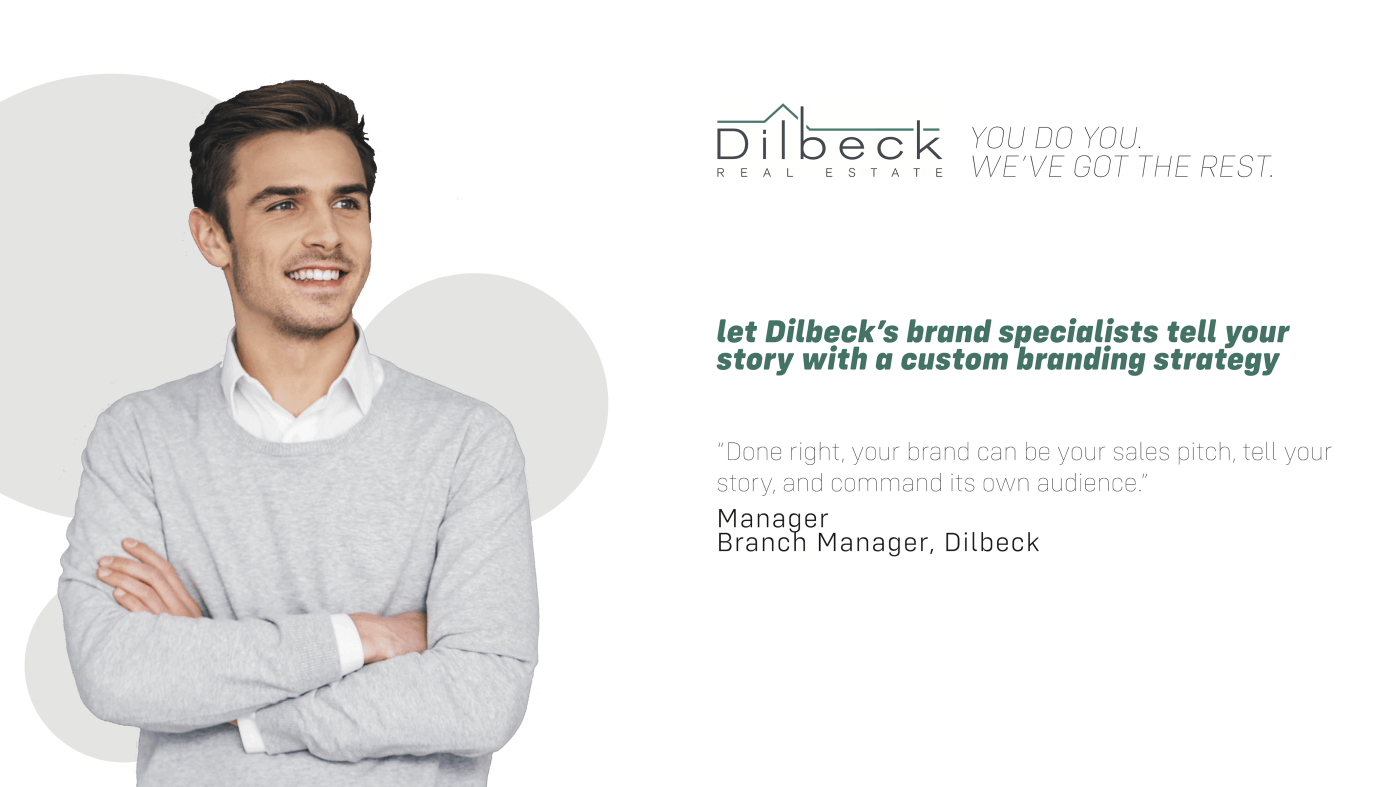 Dilbeck
REAL ESTATE
YOU DO YOU.
WE’VE GOT THE REST.
let Dilbeck’s brand specialists tell your
story with a custom branding strategy
“Done right, your brand can be your sales pitch, tell your
story, and command its own audience.”
Manager
Branch Manager, Dilbeck